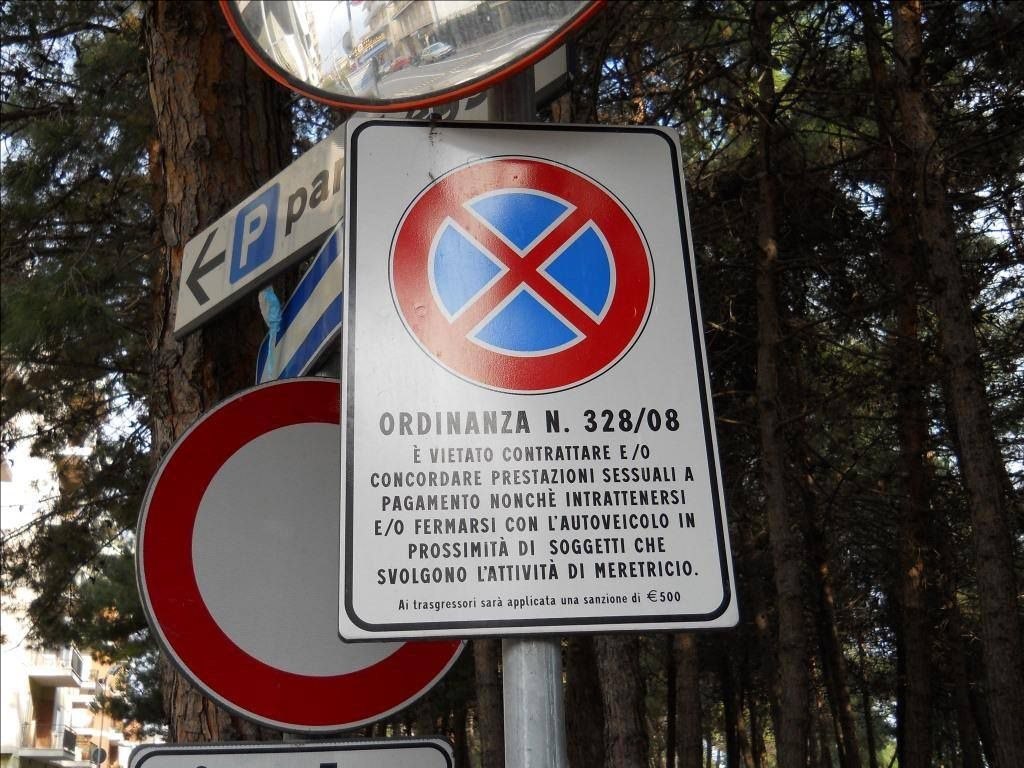 P par
ORDINANZA N. 328/08
È VIETATO CONTRATTARE E/O
CONCORDARE PRESTAZIONI SESSUALI A
PAGAMENTO NONCHÈ INTRATTENERSI
E/O FERMARSI CON L'AUTOVEICOLO IN
PROSSIMITÀ DI SOGGETTI CHE
SVOLGONO L'ATTIVITÀ DI MERETRICIO.
Ai trasgressori sarà applicata una sanzione di €500